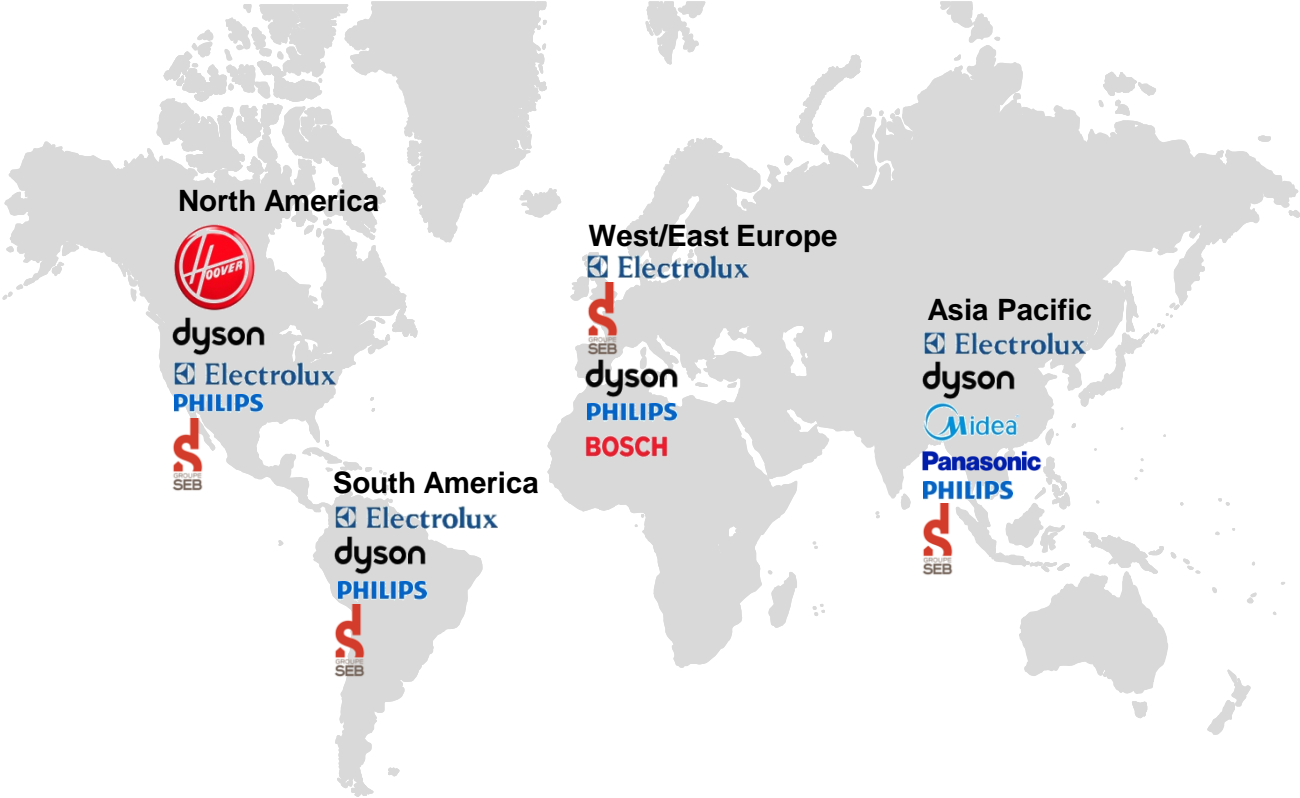 North America
HOOVER
dyson
Electrolux
PHILIPS
GROUPE
SEB
South America
Electrolux
dyson
PHILIPS
GROUPE
SEB
West/East Europe
Electrolux
GROUPE
SEB
dyson
PHILIPS
BOSCH
Asia Pacific
Electrolux
dyson
Midea
Panasonic
PHILIPS
GROUPE
SEB